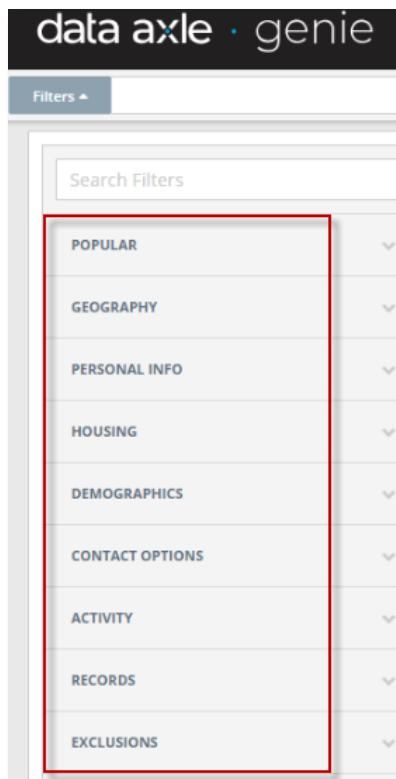 data axle · genie
Filters
Search Filters
POPULAR
GEOGRAPHY
PERSONAL INFO
HOUSING
DEMOGRAPHICS
CONTACT OPTIONS
ACTIVITY
RECORDS
EXCLUSIONS